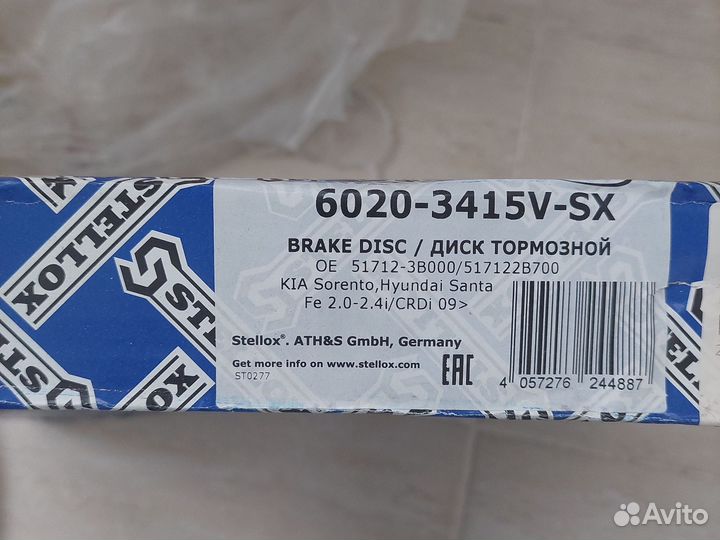 6020-3415V-SX
BRAKE DISC / ДИСК ТОРМОЗНОЙ
OE 51712-3B000/517122B700
KIA Sorento,Hyundai Santa
Fe 2.0-2.4i/CRDi 09>
Stellox®. ATH&S GmbH, Germany
Get more info on www.stellox.com
ST0277
EAC
4 057276 244887
STELLOX
Avito